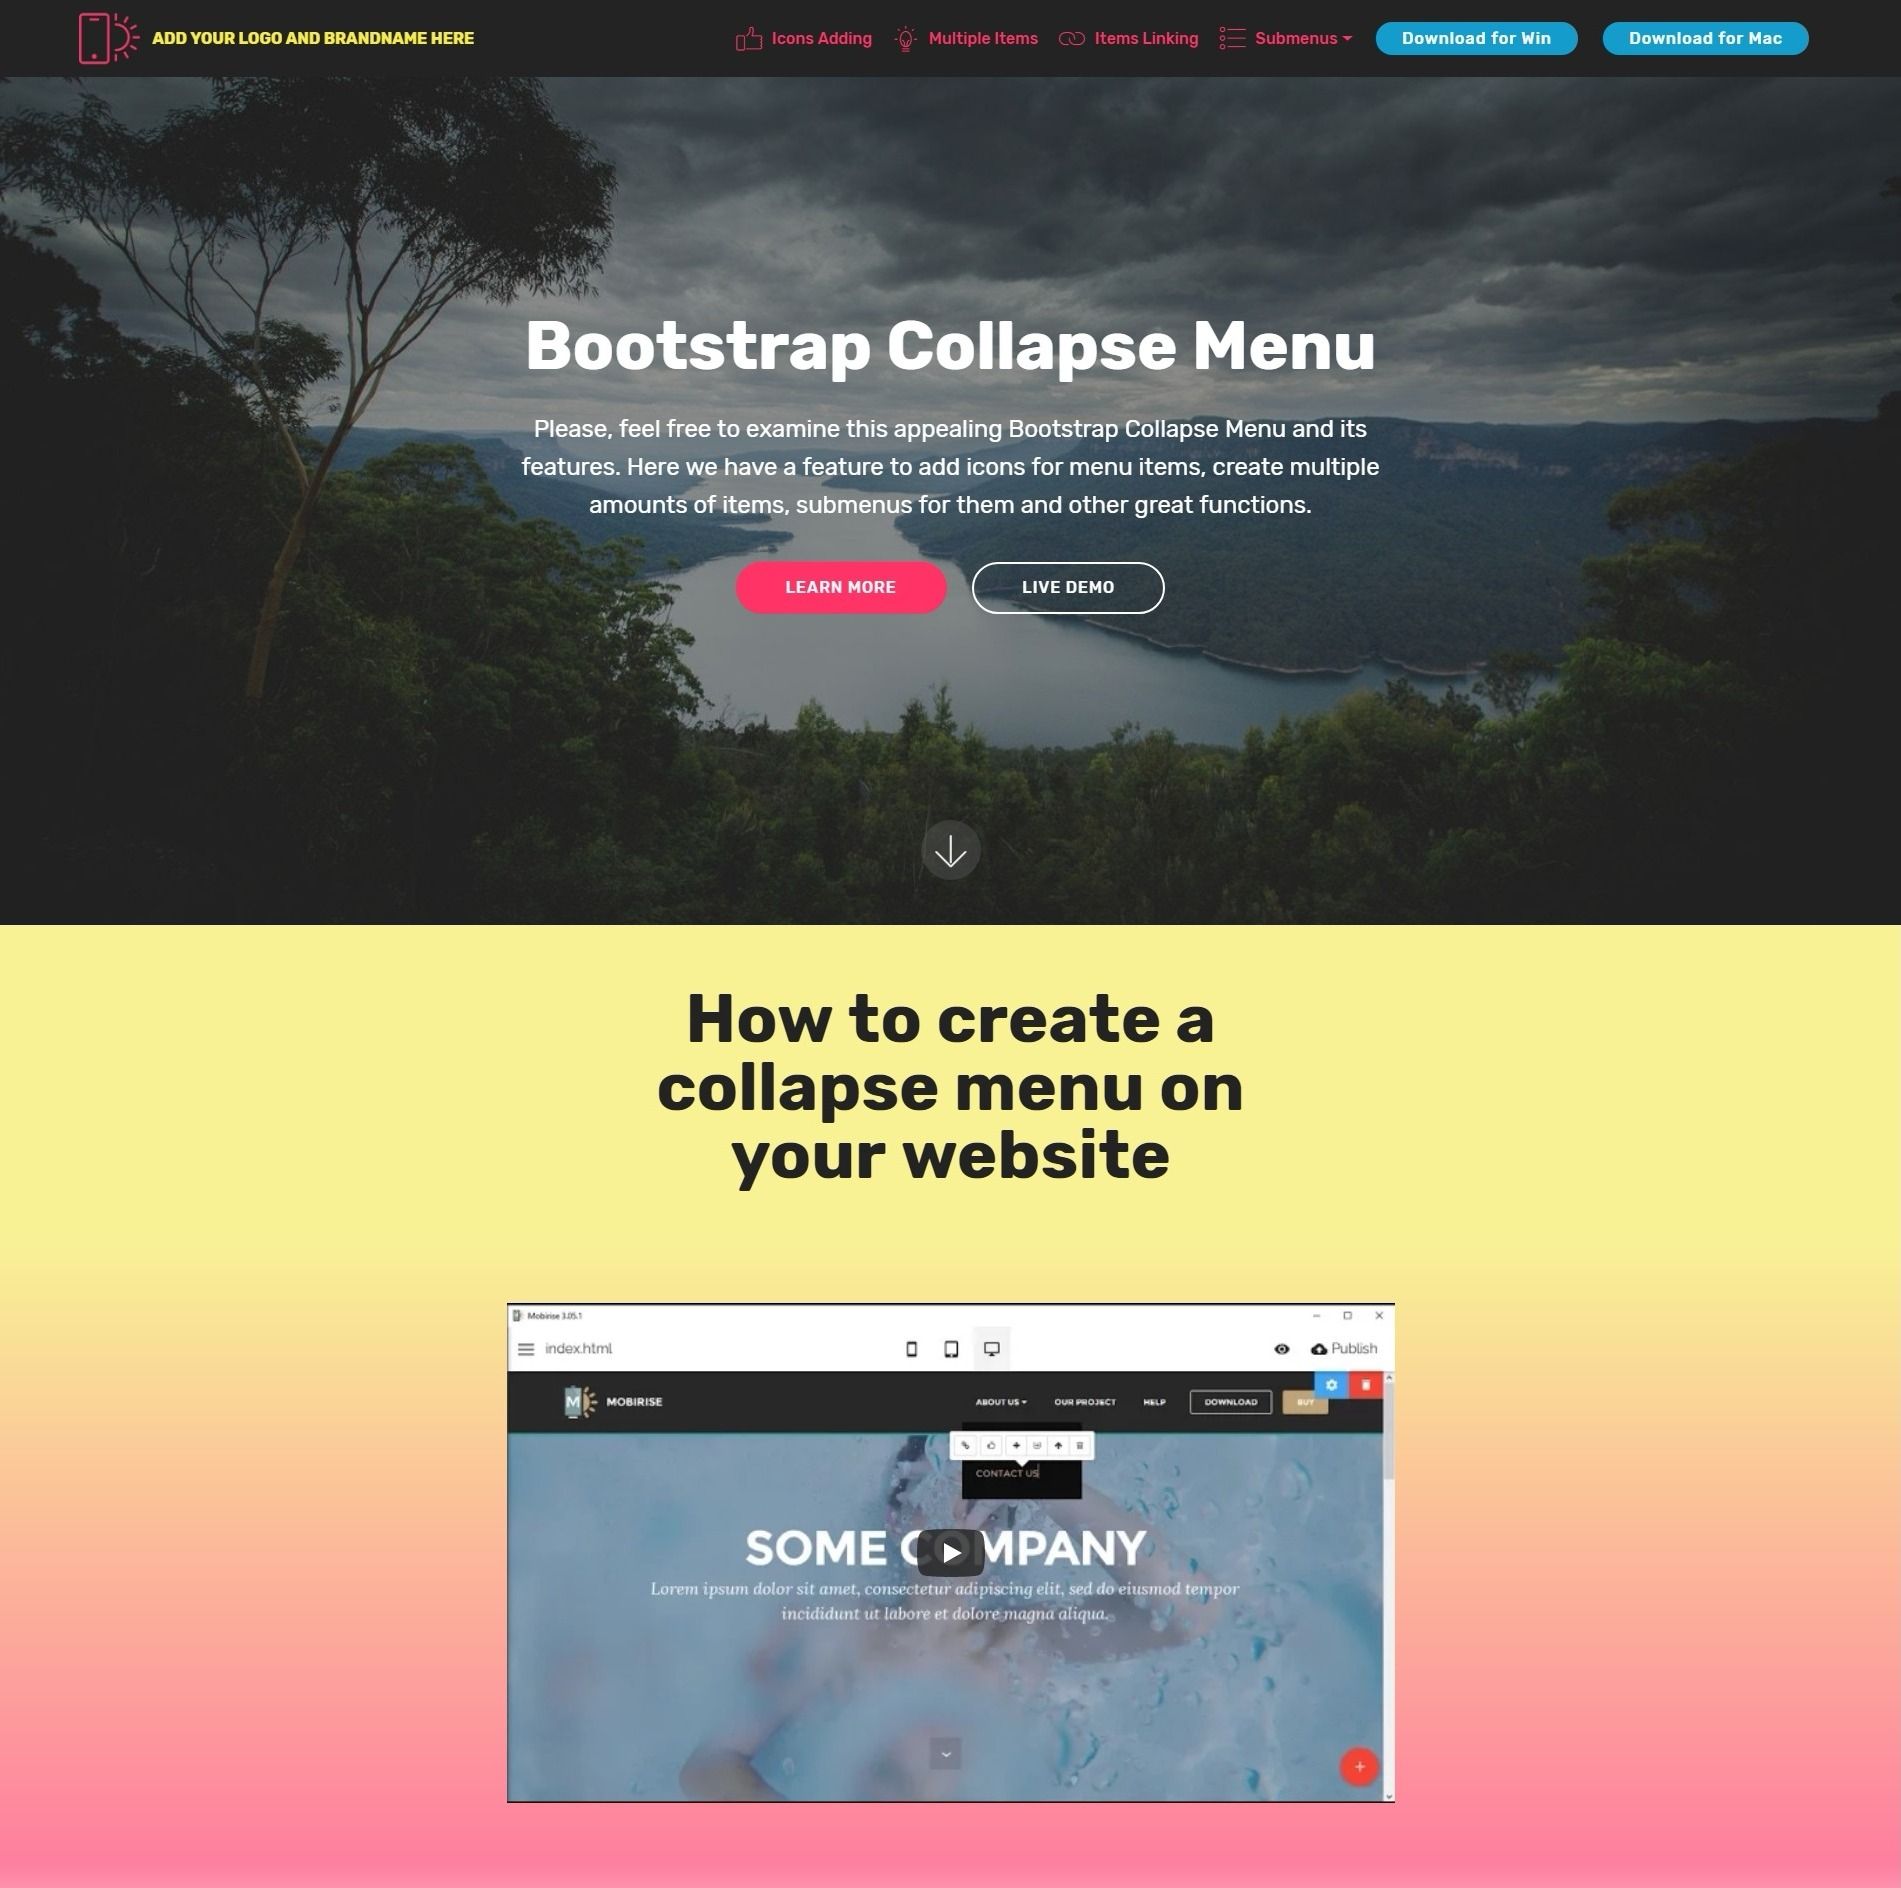 ADD YOUR LOGO AND BRANDNAME HERE
Icons Adding
Multiple Items
Items Linking
Submenus
Download for Win
Download for Mac
Bootstrap Collapse Menu
Please, feel free to examine this appealing Bootstrap Collapse Menu and its
features. Here we have a feature to add icons for menu items, create multiple
amounts of items, submenus for them and other great functions.
LEARN MORE
LIVE DEMO
How to create a
collapse menu on
your website
Mobirise 3.05.1
index.html
Publish
M
MOBIRISE
ABOUT US
OUR PROJECT
HELP
DOWNLOAD
BUY
CONTACT US
SOME COMPANY
Lorem ipsum dolor sit amet, consectetur adipiscing elit, sed do eiusmod tempor
incididunt ut labore et dolore magna aliqua.